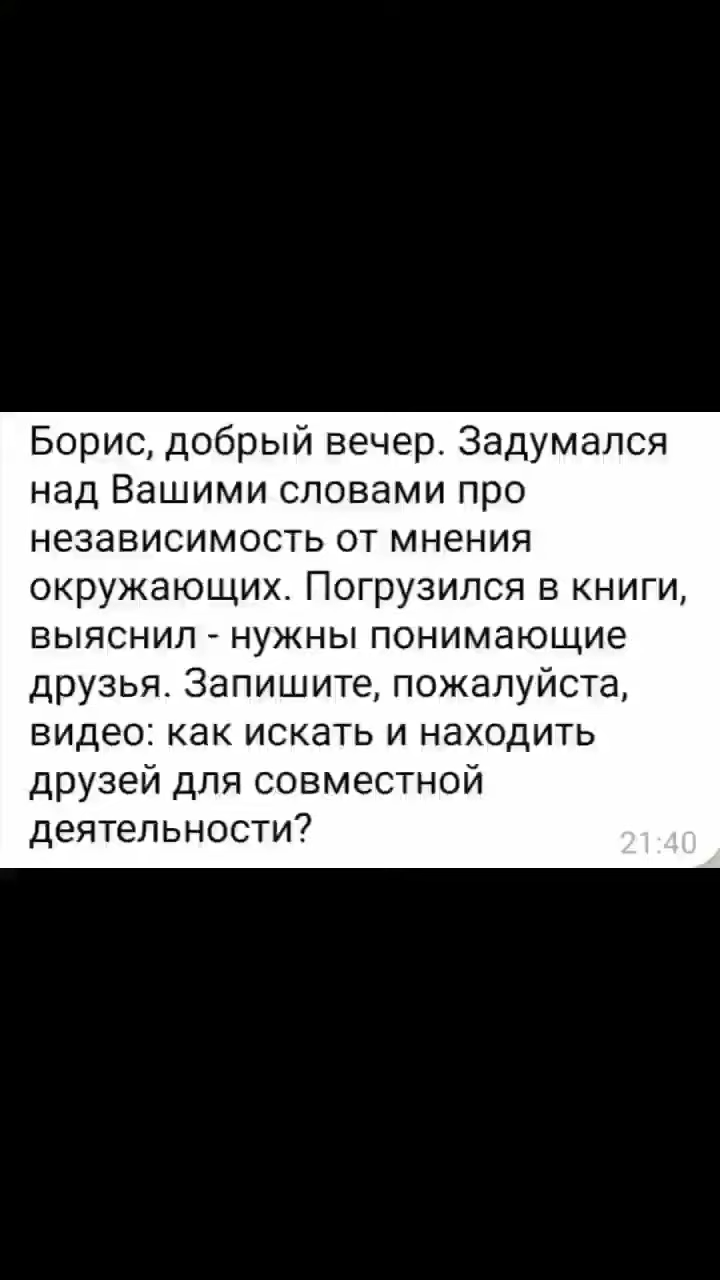 Борис, добрый вечер. Задумался
над Вашими словами про
независимость от мнения
окружающих. Погрузился в книги,
выяснил - нужны понимающие
друзья. Запишите, пожалуйста,
видео: как искать и находить
друзей для совместной
деятельности?
21:40